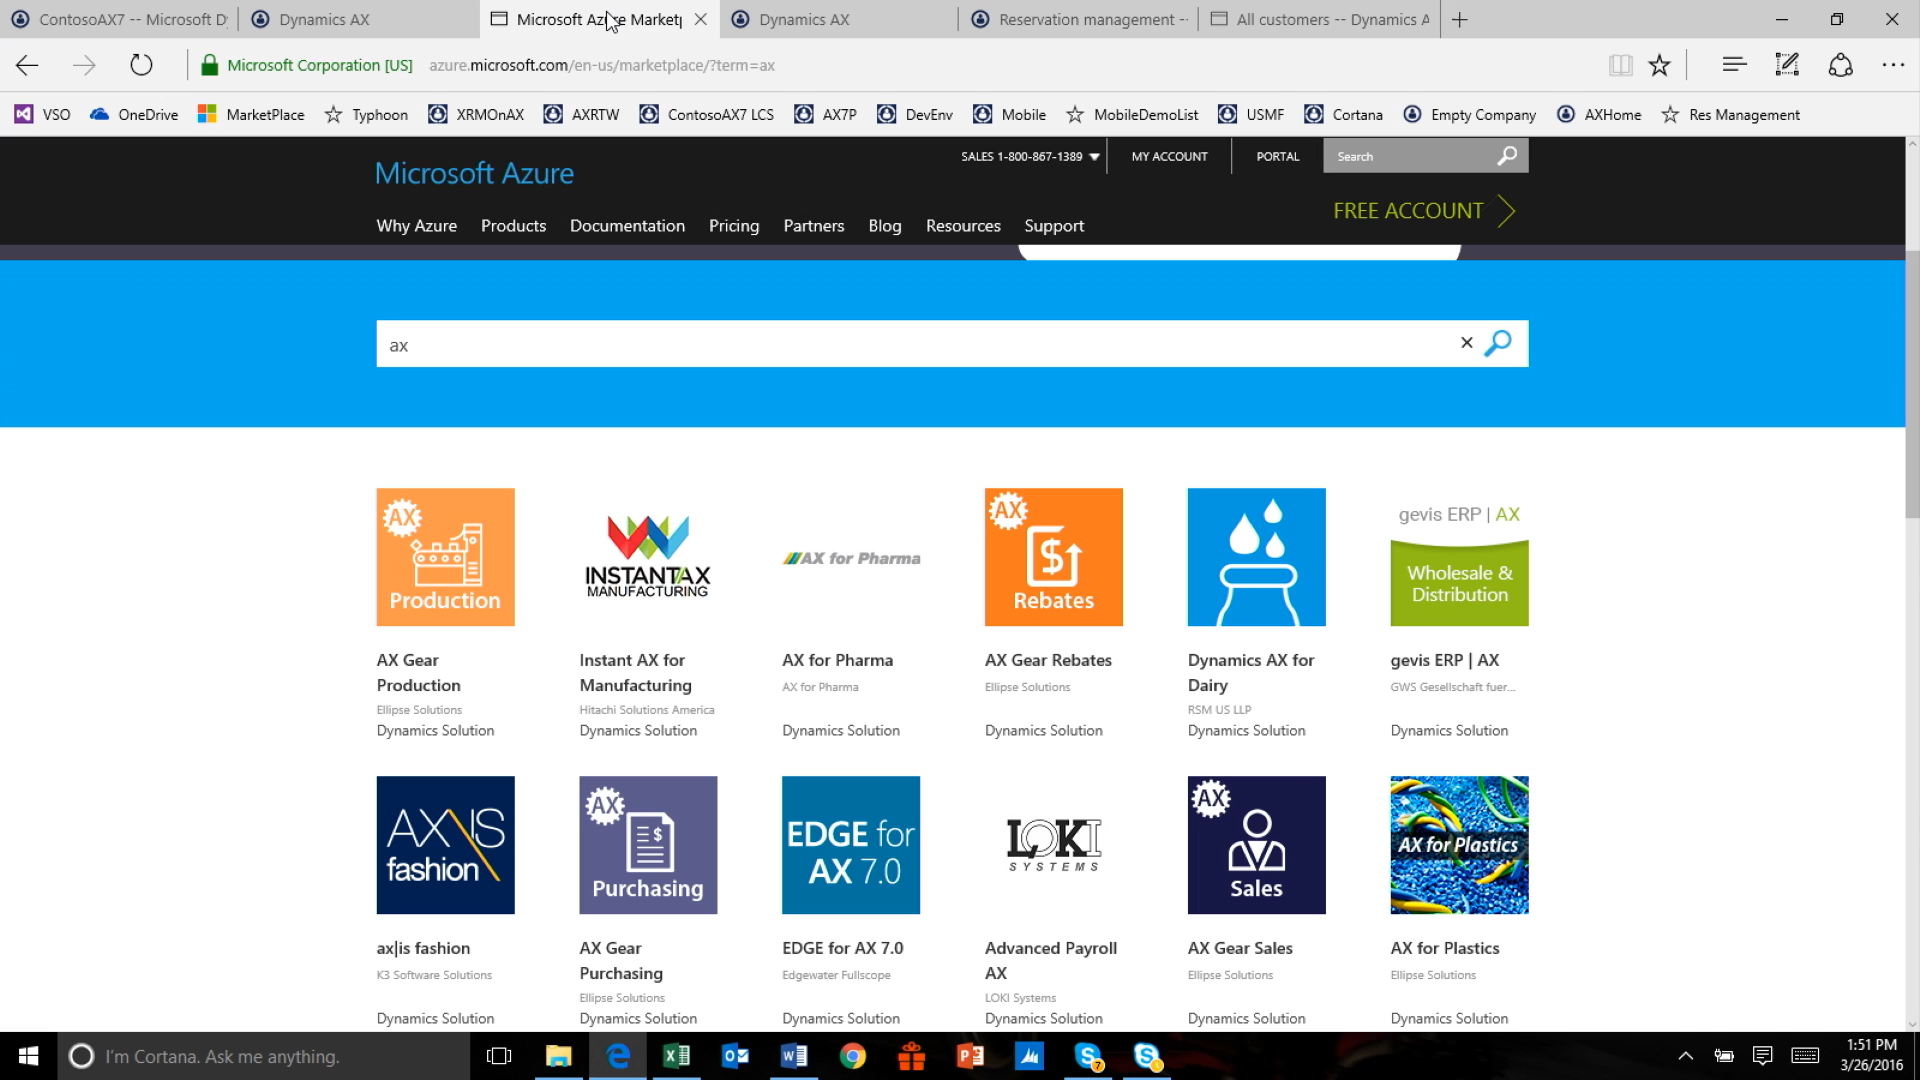 ContosoAX7 -- Microsoft D
Dynamics AX
Microsoft Azure Marketp
Dynamics AX
Reservation management --
All customers -- Dynamics A
Microsoft Corporation [US]
azure.microsoft.com/en-us/marketplace/?term=ax
VSO
OneDrive
MarketPlace
Typhoon
XRMOnAX
AXRTW
ContosoAX7 LCS
AX7P
DevEnv
Mobile
MobileDemoList
USMF
Cortana
Empty Company
AXHome
Res Management
Microsoft Azure
SALES 1-800-867-1389
MY ACCOUNT
PORTAL
Search
FREE ACCOUNT
Why Azure
Products
Documentation
Pricing
Partners
Blog
Resources
Support
ax
AX
Production
INSTANTAX
MANUFACTURING
AX for Pharma
AX
Rebates
gevis ERP | AX
Wholesale &
Distribution
AX Gear
Production
Ellipse Solutions
Dynamics Solution
Instant AX for
Manufacturing
Hitachi Solutions America
Dynamics Solution
AX for Pharma
AX for Pharma
Dynamics Solution
AX Gear Rebates
Ellipse Solutions
Dynamics Solution
Dynamics AX for
Dairy
RSM US LLP
Dynamics Solution
gevis ERP | AX
GWS Gesellschaft fuer...
Dynamics Solution
AX\IS
fashion
AX
Purchasing
EDGE for
AX 7.0
LOKI
SYSTEMS
AX
Sales
AX for Plastics
ax|is fashion
K3 Software Solutions
Dynamics Solution
AX Gear
Purchasing
Ellipse Solutions
Dynamics Solution
EDGE for AX 7.0
Edgewater Fullscope
Dynamics Solution
Advanced Payroll
AX
LOKI Systems
Dynamics Solution
AX Gear Sales
Ellipse Solutions
Dynamics Solution
AX for Plastics
Ellipse Solutions
Dynamics Solution
I'm Cortana. Ask me anything.
7
1:51 PM
3/26/2016